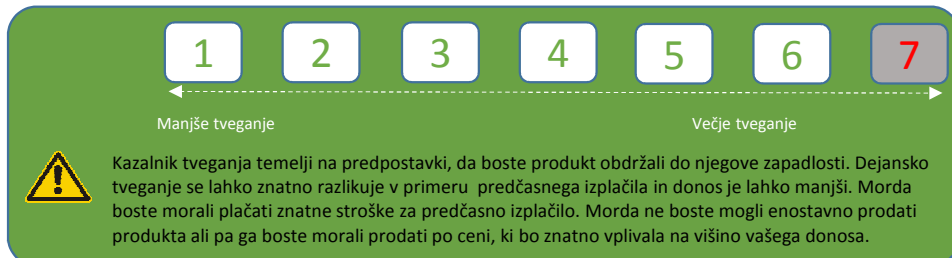 1 2 3 4 5 6 7
Manjše tveganje Večje tveganje
Kazalnik tveganja temelji na predpostavki, da boste produkt obdržali do njegove zapadlosti. Dejansko
tveganje se lahko znatno razlikuje v primeru predčasnega izplačila in donos je lahko manjši. Morda
boste morali plačati znatne stroške za predčasno izplačilo. Morda ne boste mogli enostavno prodati
produkta ali pa ga boste morali prodati po ceni, ki bo znatno vplivala na višino vašega donosa.